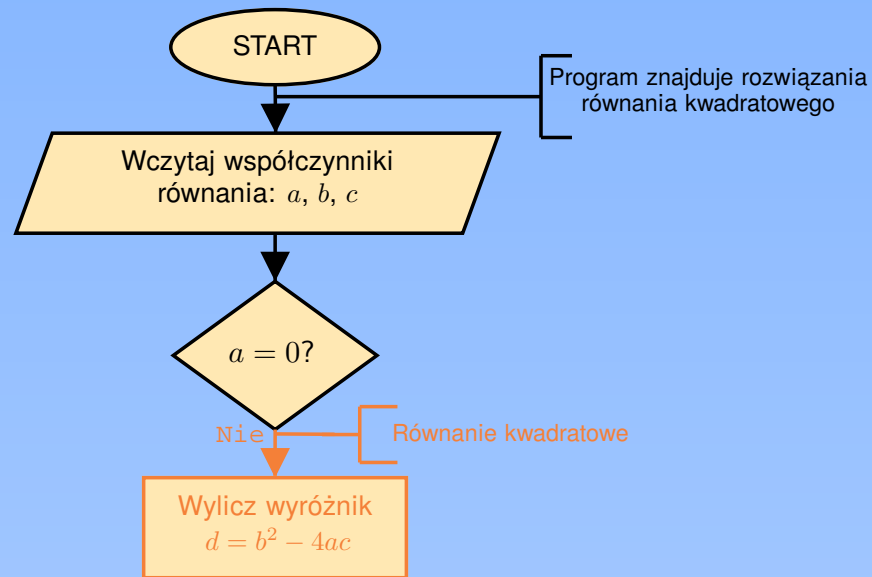 START
Program znajduje rozwiązania
równania kwadratowego
Wczytaj współczynniki
równania: a, b, c
a = 0?
Nie
Równanie kwadratowe
Wylicz wyróżnik
d = b² − 4ac